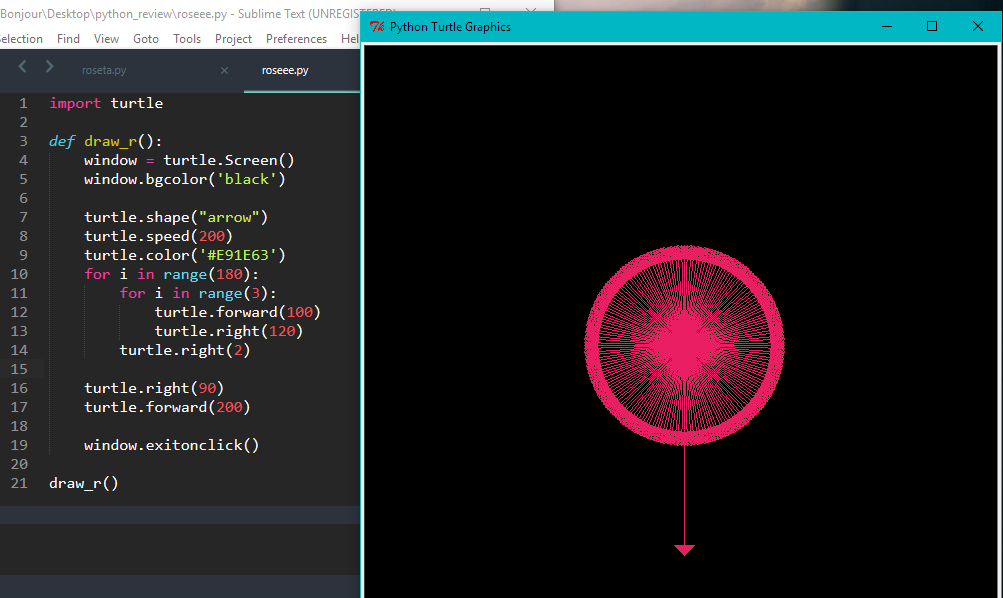 Bonjour\Desktop\python_review\roseee.py - Sublime Text (UNREGISTERED)
Selection Find View Goto Tools Project Preferences Hel
Python Turtle Graphics
roseta.py × roseee.py
1 import turtle
2
3 def draw_r():
4 window = turtle.Screen()
5 window.bgcolor('black')
6
7 turtle.shape("arrow")
8 turtle.speed(200)
9 turtle.color('#E91E63')
10 for i in range(180):
11 for i in range(3):
12 turtle.forward(100)
13 turtle.right(120)
14 turtle.right(2)
15
16 turtle.right(90)
17 turtle.forward(200)
18
19 window.exitonclick()
20
21 draw_r()